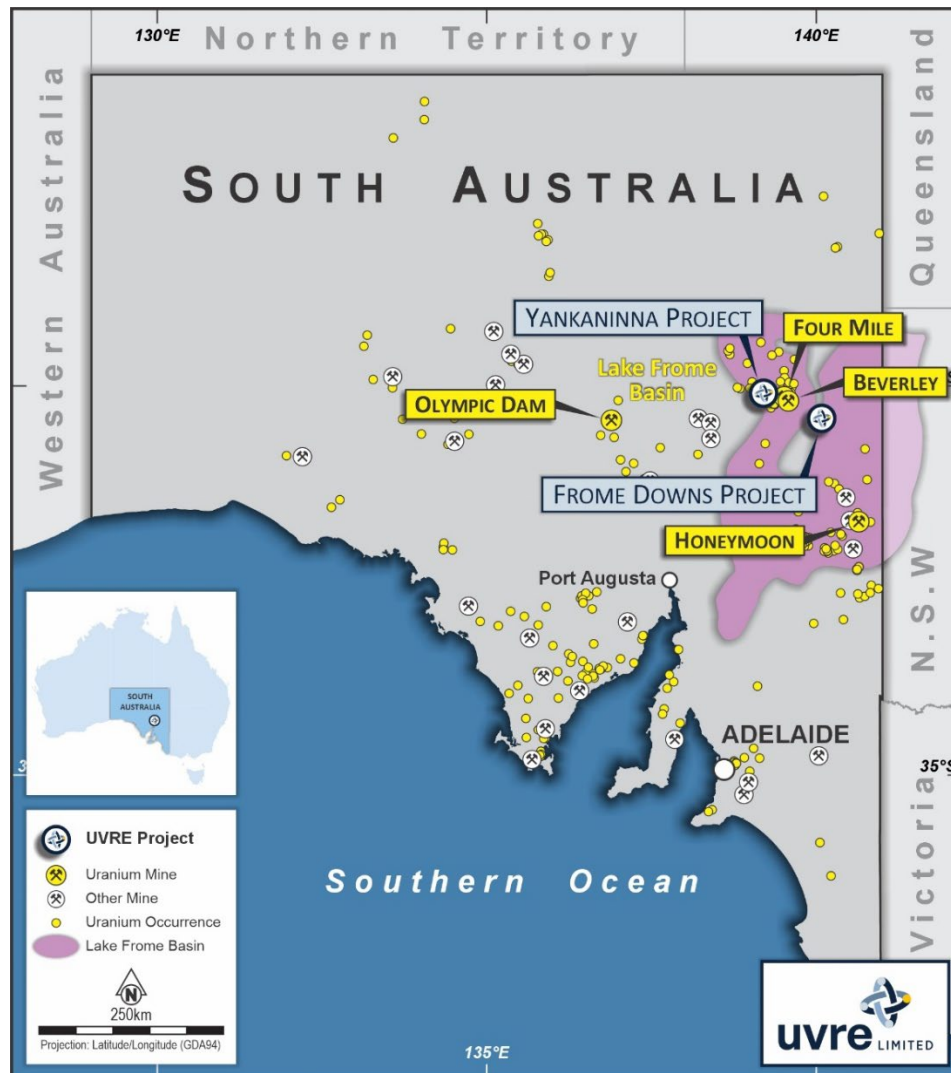 130°E
140°E
Northern Territory
Western Australia
Queensland
SOUTH AUSTRALIA
YANKANINNA PROJECT
FOUR MILE
Lake Frome
Basin
BEVERLEY
OLYMPIC DAM
FROME DOWNS PROJECT
HONEYMOON
Port Augusta
N.S.W
SOUTH
AUSTRALIA
ADELAIDE
35°S
Victoria
Southern Ocean
UVRE Project
Uranium Mine
Other Mine
Uranium Occurrence
Lake Frome Basin
N
250km
Projection: Latitude/Longitude (GDA94)
135°E
uvre LIMITED